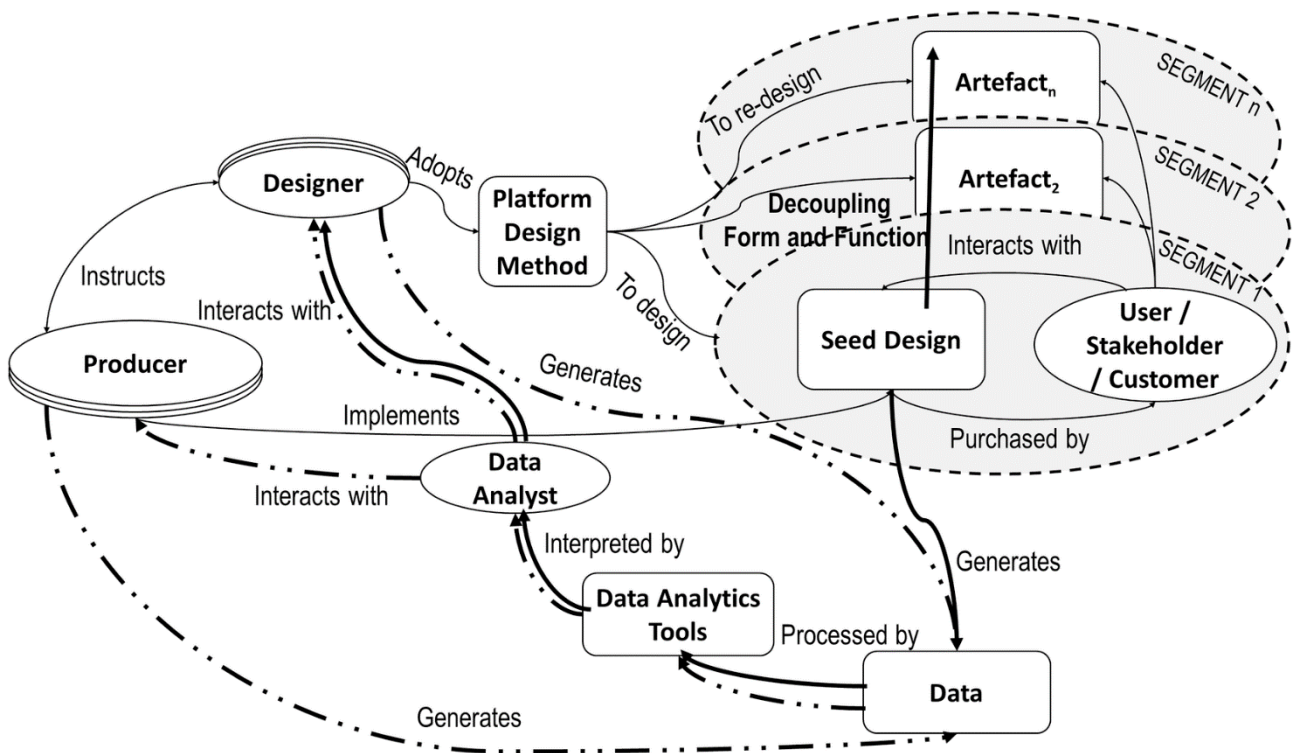 To re-design
Artefactn
SEGMENT n
Adopts
Designer
Platform
Design
Method
Artefact2
SEGMENT 2
Decoupling
Form and Function
Interacts with
SEGMENT 1
Instructs
Interacts with
To design
Seed Design
User /
Stakeholder
/ Customer
Producer
Generates
Implements
Purchased by
Data
Analyst
Interacts with
Interpreted by
Generates
Data Analytics
Tools
Processed by
Data
Generates